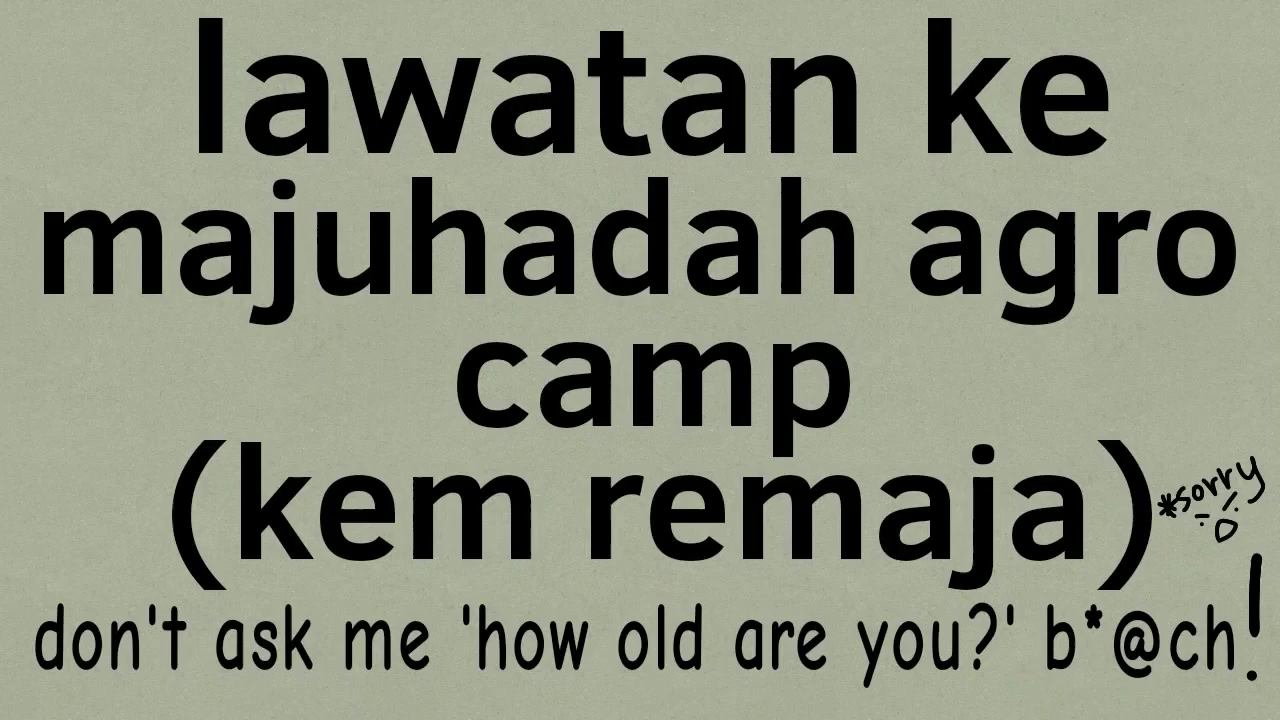 lawatan ke
majuhadah agro
camp
(kem remaja)
*sorry
don't ask me 'how old are you?' b*@ch!